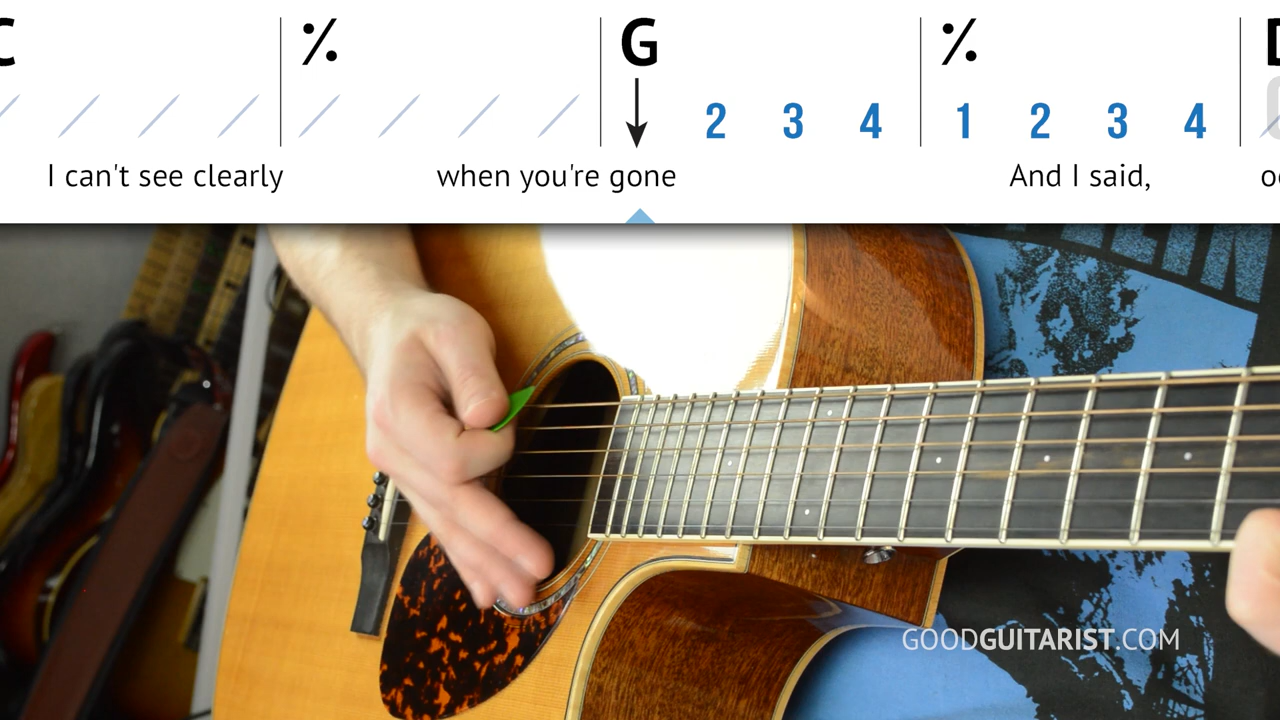 C % G % D
2 3 4 1 2 3 4
I can't see clearly when you're gone And I said,
GOODGUITARIST.COM